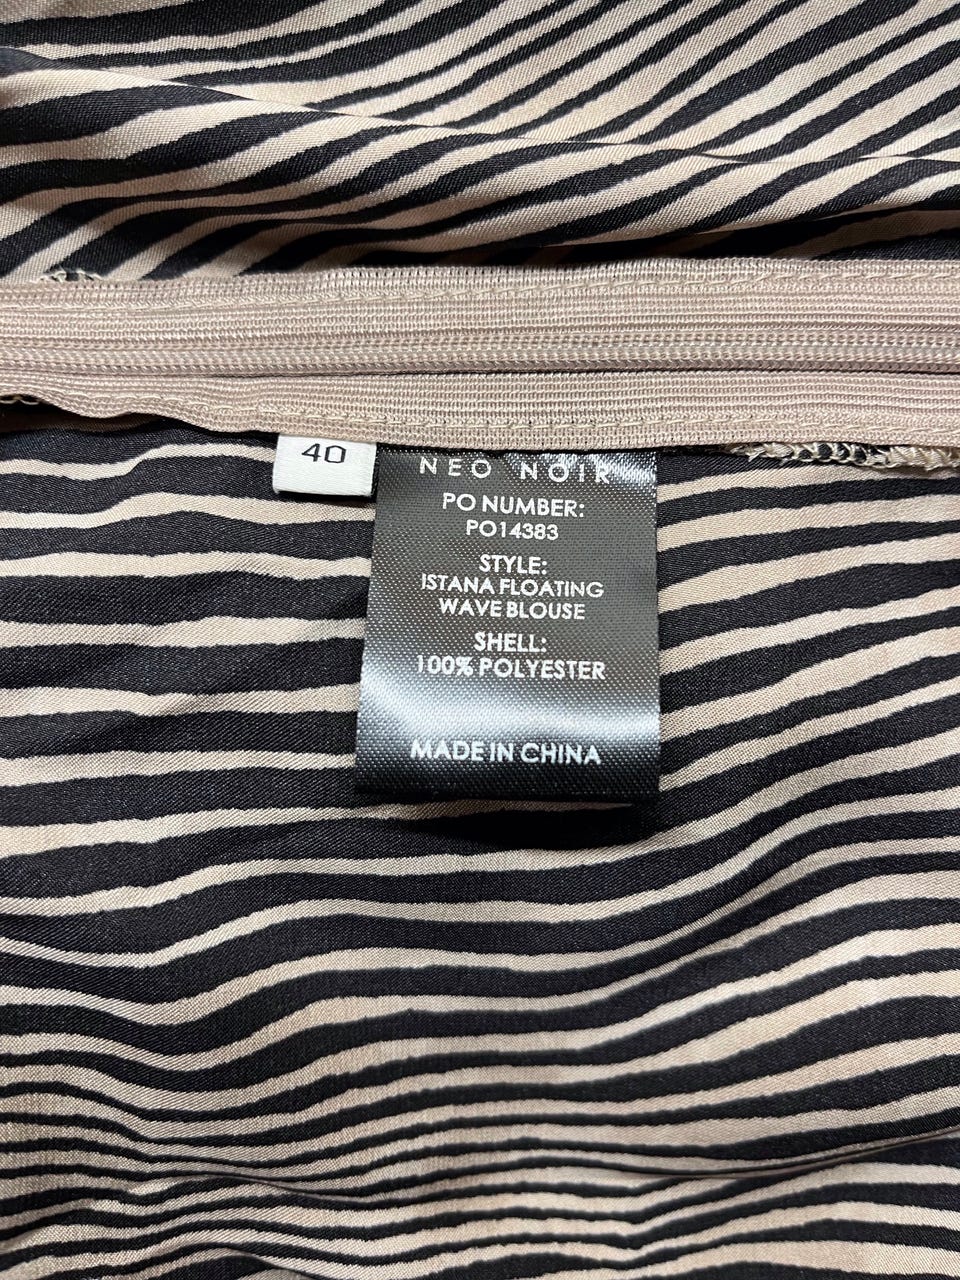 40
NEO NOIR
PO NUMBER:
PO14383
STYLE:
ISTANA FLOATING
WAVE BLOUSE
SHELL:
100% POLYESTER
MADE IN CHINA